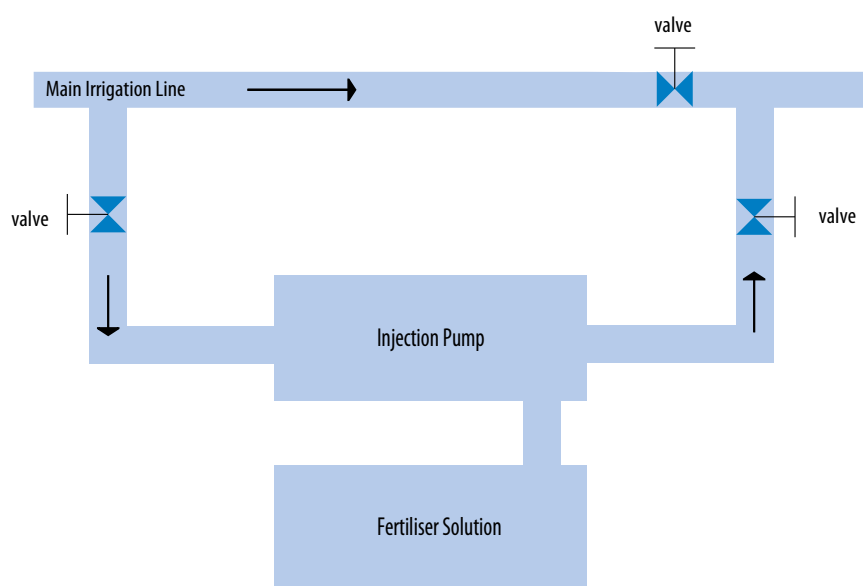 valve
Main Irrigation Line
valve
valve
Injection Pump
Fertiliser Solution